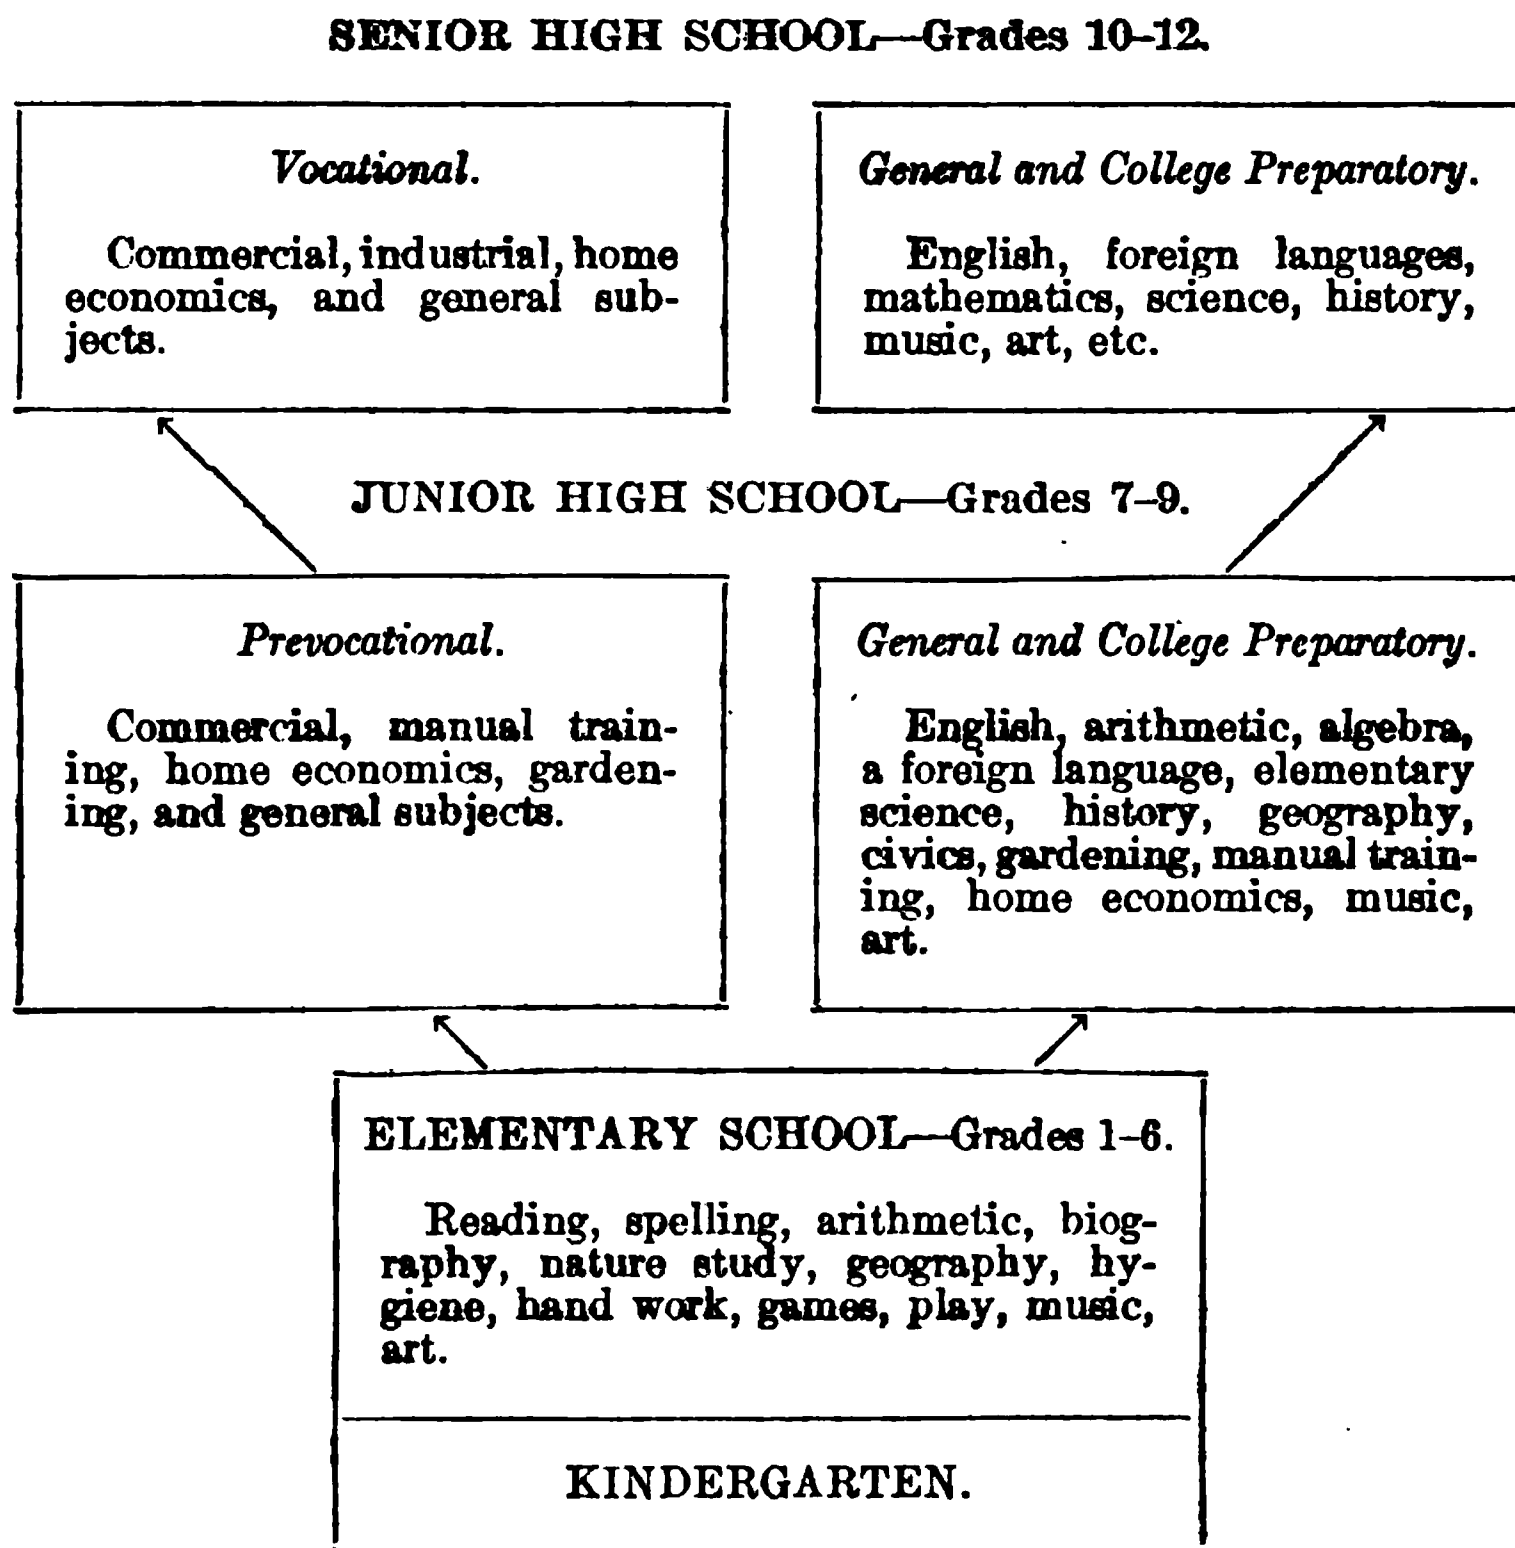 SENIOR HIGH SCHOOL—Grades 10–12.
Vocational.
Commercial, industrial, home
economics, and general sub-
jects.
General and College Preparatory.
English, foreign languages,
mathematics, science, history,
music, art, etc.
JUNIOR HIGH SCHOOL—Grades 7–9.
Prevocational.
Commercial, manual train-
ing, home economics, garden-
ing, and general subjects.
General and College Preparatory.
English, arithmetic, algebra,
a foreign language, elementary
science, history, geography,
civics, gardening, manual train-
ing, home economics, music,
art.
ELEMENTARY SCHOOL—Grades 1–6.
Reading, spelling, arithmetic, biog-
raphy, nature study, geography, hy-
giene, hand work, games, play, music,
art.
KINDERGARTEN.